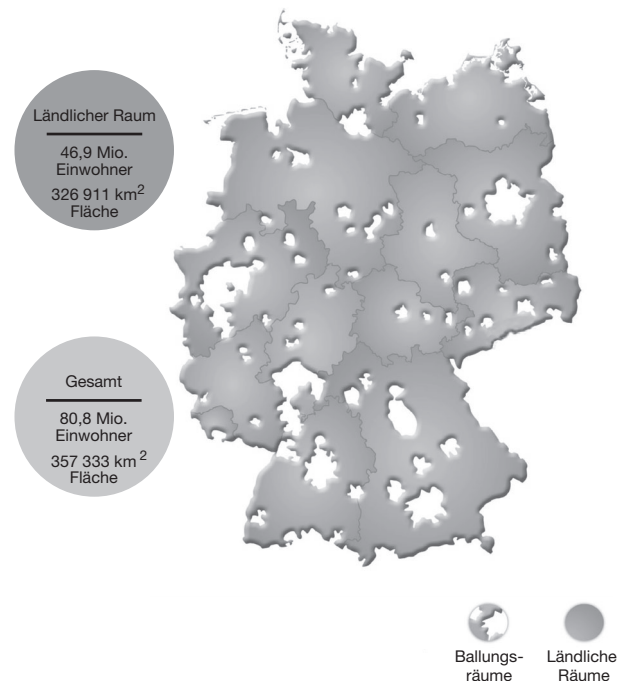 Ländlicher Raum
46,9 Mio.
Einwohner
326 911 km²
Fläche
Gesamt
80,8 Mio.
Einwohner
357 333 km²
Fläche
Ballungs-
räume
Ländliche
Räume